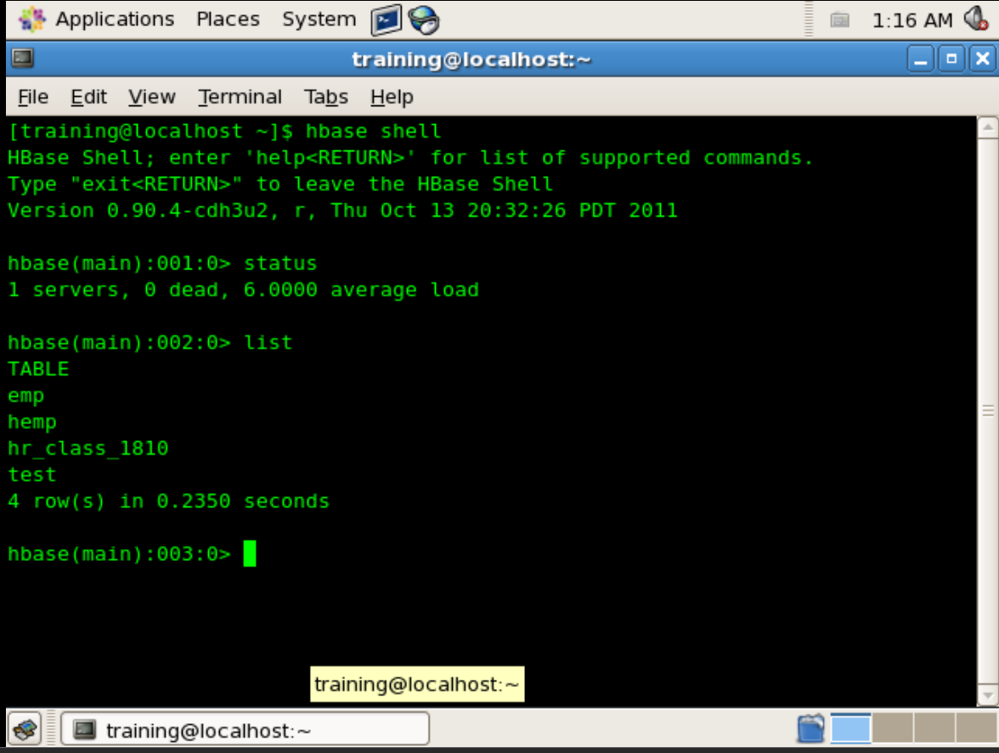 Applications Places System 1:16 AM
training@localhost:~
File Edit View Terminal Tabs Help
[training@localhost ~]$ hbase shell
HBase Shell; enter 'help<RETURN>' for list of supported commands.
Type "exit<RETURN>" to leave the HBase Shell
Version 0.90.4-cdh3u2, r, Thu Oct 13 20:32:26 PDT 2011
hbase(main):001:0> status
1 servers, 0 dead, 6.0000 average load
hbase(main):002:0> list
TABLE
emp
hemp
hr_class_1810
test
4 row(s) in 0.2350 seconds
hbase(main):003:0>
training@localhost:~
training@localhost:~